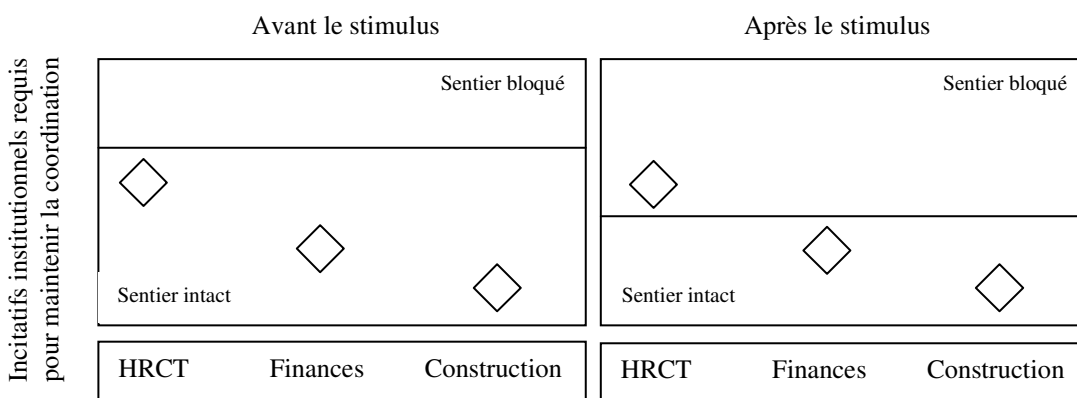 Avant le stimulus
Après le stimulus
Incitatifs institutionnels requis
pour maintenir la coordination
Sentier bloqué
Sentier intact
HRCT Finances Construction
Sentier bloqué
Sentier intact
HRCT Finances Construction